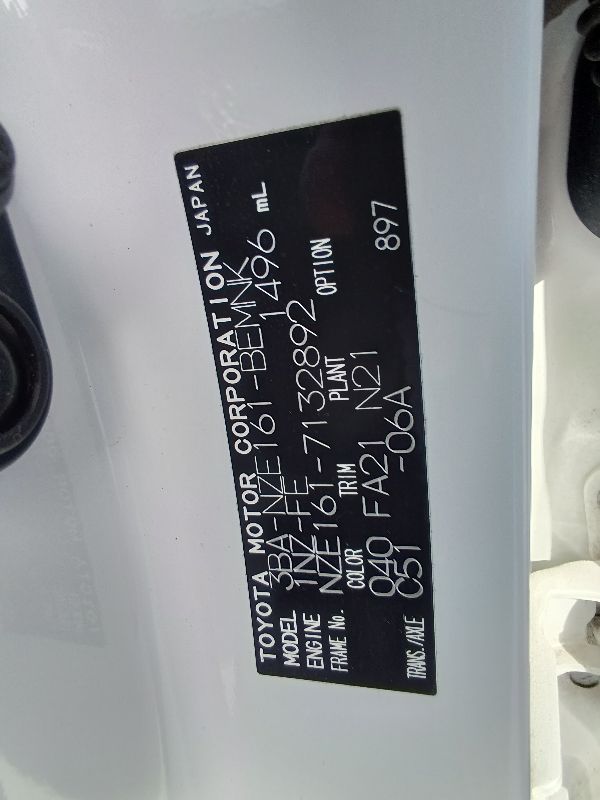 TOYOTA MOTOR CORPORATION JAPAN
MODEL 3BA-NZE161-BEMNK
ENGINE 1NZ-FE 1496 mL
FRAME No. NZE161-7132892
COLOR TRIM PLANT OPTION
040 FA21 N21 897
TRANS./AXLE C51 -06A